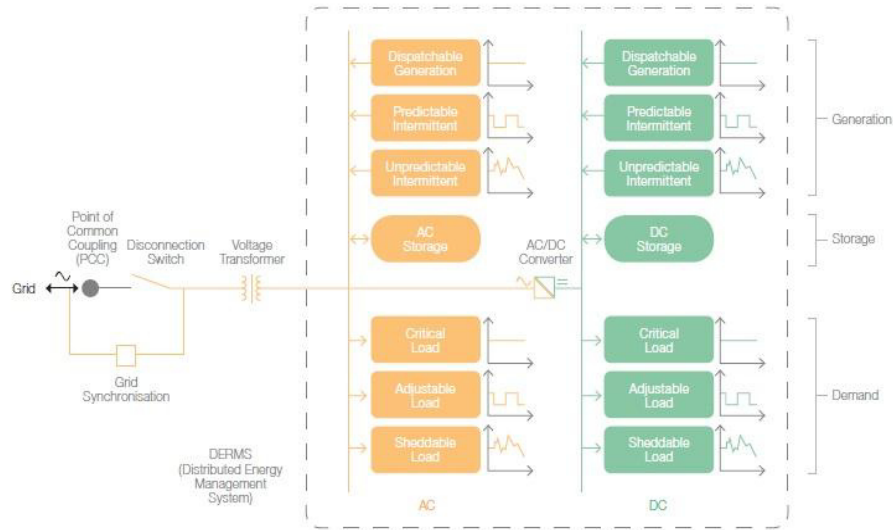 Dispatchable
Generation
Dispatchable
Generation
Predictable
Intermittent
Predictable
Intermittent
Generation
Unpredictable
Intermittent
Unpredictable
Intermittent
Point of
Common
Coupling
(PCC)
Disconnection
Switch
Voltage
Transformer
AC
Storage
AC/DC
Converter
DC
Storage
Storage
Grid
Grid
Synchronisation
Critical
Load
Critical
Load
Adjustable
Load
Adjustable
Load
Demand
Sheddable
Load
Sheddable
Load
DERMS
(Distributed Energy
Management
System)
AC
DC